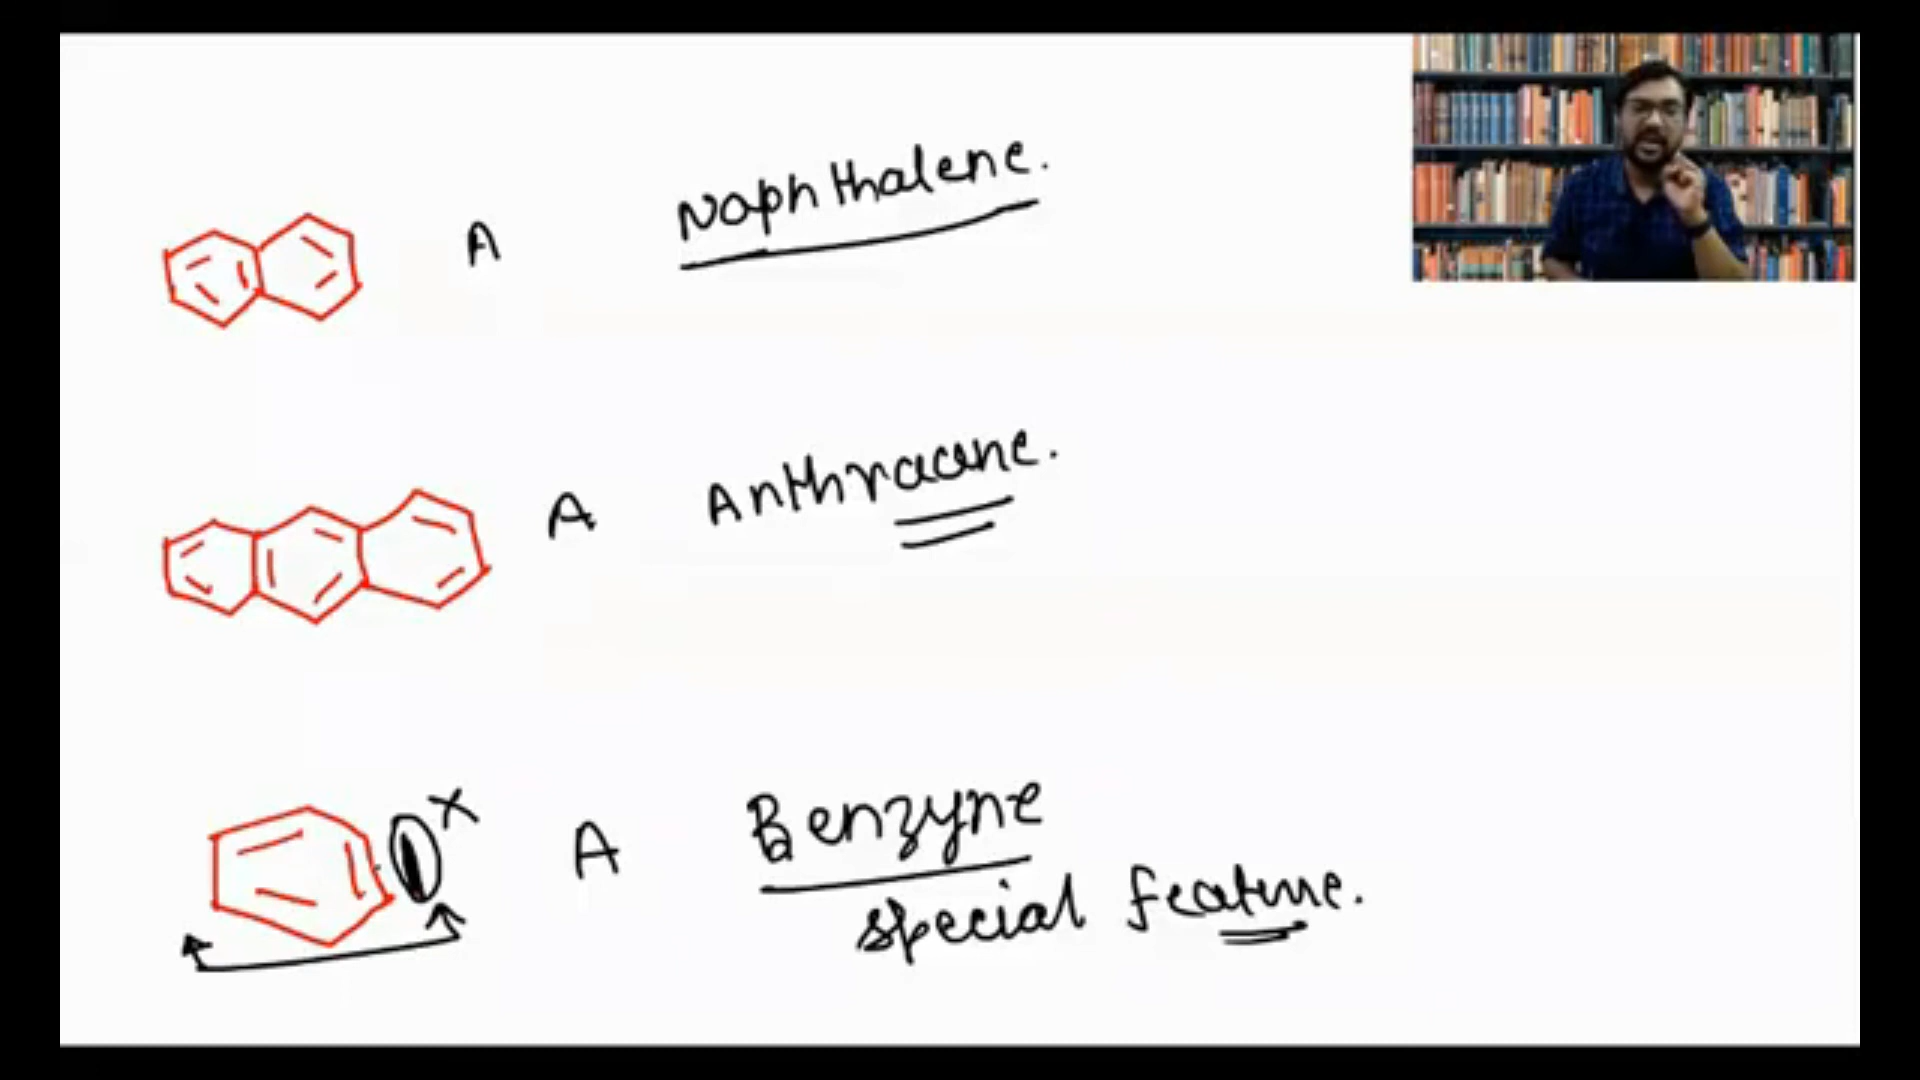 A Naphthalene.
A Anthracene.
X
A Benzyne
special feature.